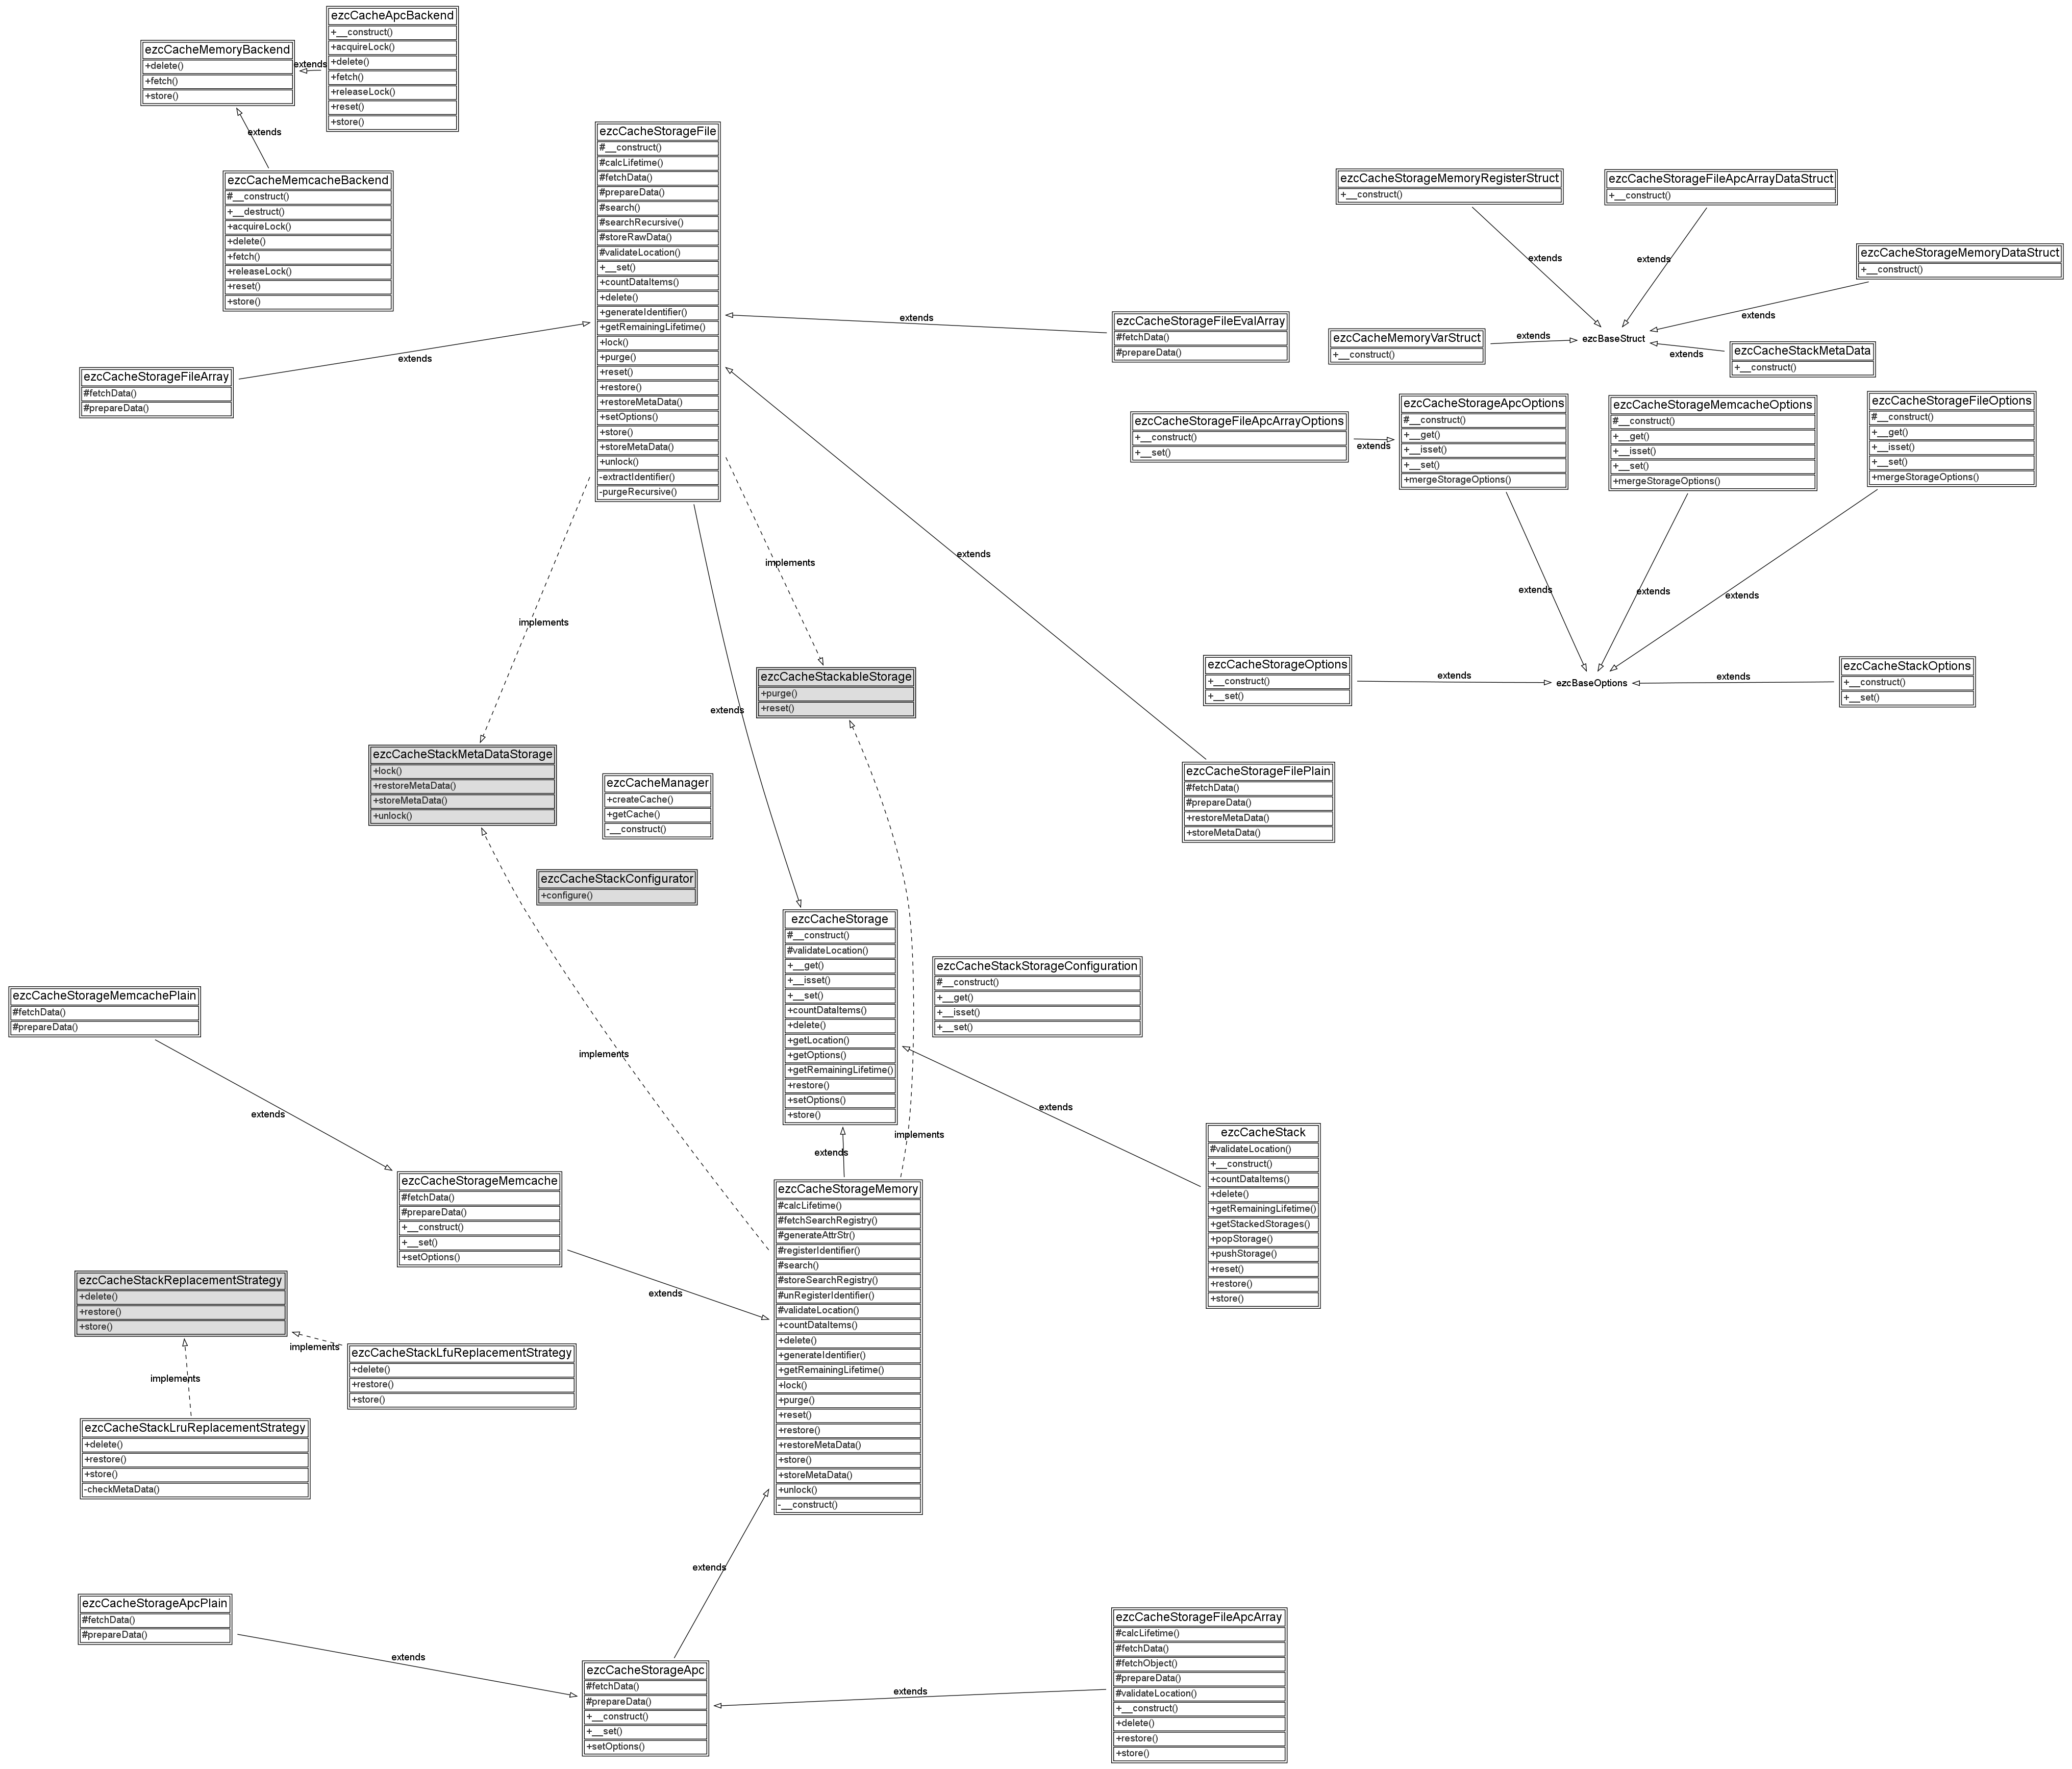 ezcCacheApcBackend
+__construct()
+acquireLock()
+delete()
+fetch()
+releaseLock()
+reset()
+store()
ezcCacheMemoryBackend
+delete()
+fetch()
+store()
extends
extends
ezcCacheMemcacheBackend
#__construct()
+__destruct()
+acquireLock()
+delete()
+fetch()
+releaseLock()
+reset()
+store()
ezcCacheStorageFile
#__construct()
#calcLifetime()
#fetchData()
#prepareData()
#search()
#searchRecursive()
#storeRawData()
#validateLocation()
+__set()
+countDataItems()
+delete()
+generateIdentifier()
+getRemainingLifetime()
+lock()
+purge()
+reset()
+restore()
+restoreMetaData()
+setOptions()
+store()
+storeMetaData()
+unlock()
-extractIdentifier()
-purgeRecursive()
ezcCacheStorageMemoryRegisterStruct
+__construct()
ezcCacheStorageFileApcArrayDataStruct
+__construct()
ezcCacheStorageMemoryDataStruct
+__construct()
extends
extends
extends
ezcCacheMemoryVarStruct
+__construct()
extends
ezcBaseStruct
extends
ezcCacheStackMetaData
+__construct()
extends
ezcCacheStorageFileEvalArray
#fetchData()
#prepareData()
extends
ezcCacheStorageFileArray
#fetchData()
#prepareData()
ezcCacheStorageFileApcArrayOptions
+__construct()
+__set()
extends
ezcCacheStorageApcOptions
#__construct()
+__get()
+__isset()
+__set()
+mergeStorageOptions()
ezcCacheStorageMemcacheOptions
#__construct()
+__get()
+__isset()
+__set()
+mergeStorageOptions()
ezcCacheStorageFileOptions
#__construct()
+__get()
+__isset()
+__set()
+mergeStorageOptions()
extends
implements
implements
extends
extends
extends
ezcCacheStorageOptions
+__construct()
+__set()
extends
ezcBaseOptions
extends
ezcCacheStackOptions
+__construct()
+__set()
ezcCacheStackableStorage
+purge()
+reset()
extends
ezcCacheStackMetaDataStorage
+lock()
+restoreMetaData()
+storeMetaData()
+unlock()
ezcCacheManager
+createCache()
+getCache()
-__construct()
ezcCacheStorageFilePlain
#fetchData()
#prepareData()
+restoreMetaData()
+storeMetaData()
ezcCacheStackConfigurator
+configure()
ezcCacheStorage
#__construct()
#validateLocation()
+__get()
+__isset()
+__set()
+countDataItems()
+delete()
+getLocation()
+getOptions()
+getRemainingLifetime()
+restore()
+setOptions()
+store()
ezcCacheStackStorageConfiguration
#__construct()
+__get()
+__isset()
+__set()
ezcCacheStorageMemcachePlain
#fetchData()
#prepareData()
implements
extends
extends
implements
extends
ezcCacheStack
#validateLocation()
+__construct()
+countDataItems()
+delete()
+getRemainingLifetime()
+getStackedStorages()
+popStorage()
+pushStorage()
+reset()
+restore()
+store()
ezcCacheStorageMemcache
#fetchData()
#prepareData()
+__construct()
+__set()
+setOptions()
extends
ezcCacheStorageMemory
#calcLifetime()
#fetchSearchRegistry()
#generateAttrStr()
#registerIdentifier()
#search()
#storeSearchRegistry()
#unRegisterIdentifier()
#validateLocation()
+countDataItems()
+delete()
+generateIdentifier()
+getRemainingLifetime()
+lock()
+purge()
+reset()
+restore()
+restoreMetaData()
+store()
+storeMetaData()
+unlock()
-__construct()
ezcCacheStackReplacementStrategy
+delete()
+restore()
+store()
implements
ezcCacheStackLfuReplacementStrategy
+delete()
+restore()
+store()
implements
ezcCacheStackLruReplacementStrategy
+delete()
+restore()
+store()
-checkMetaData()
extends
ezcCacheStorageApcPlain
#fetchData()
#prepareData()
extends
ezcCacheStorageApc
#fetchData()
#prepareData()
+__construct()
+__set()
+setOptions()
extends
ezcCacheStorageFileApcArray
#calcLifetime()
#fetchData()
#fetchObject()
#prepareData()
#validateLocation()
+__construct()
+delete()
+restore()
+store()